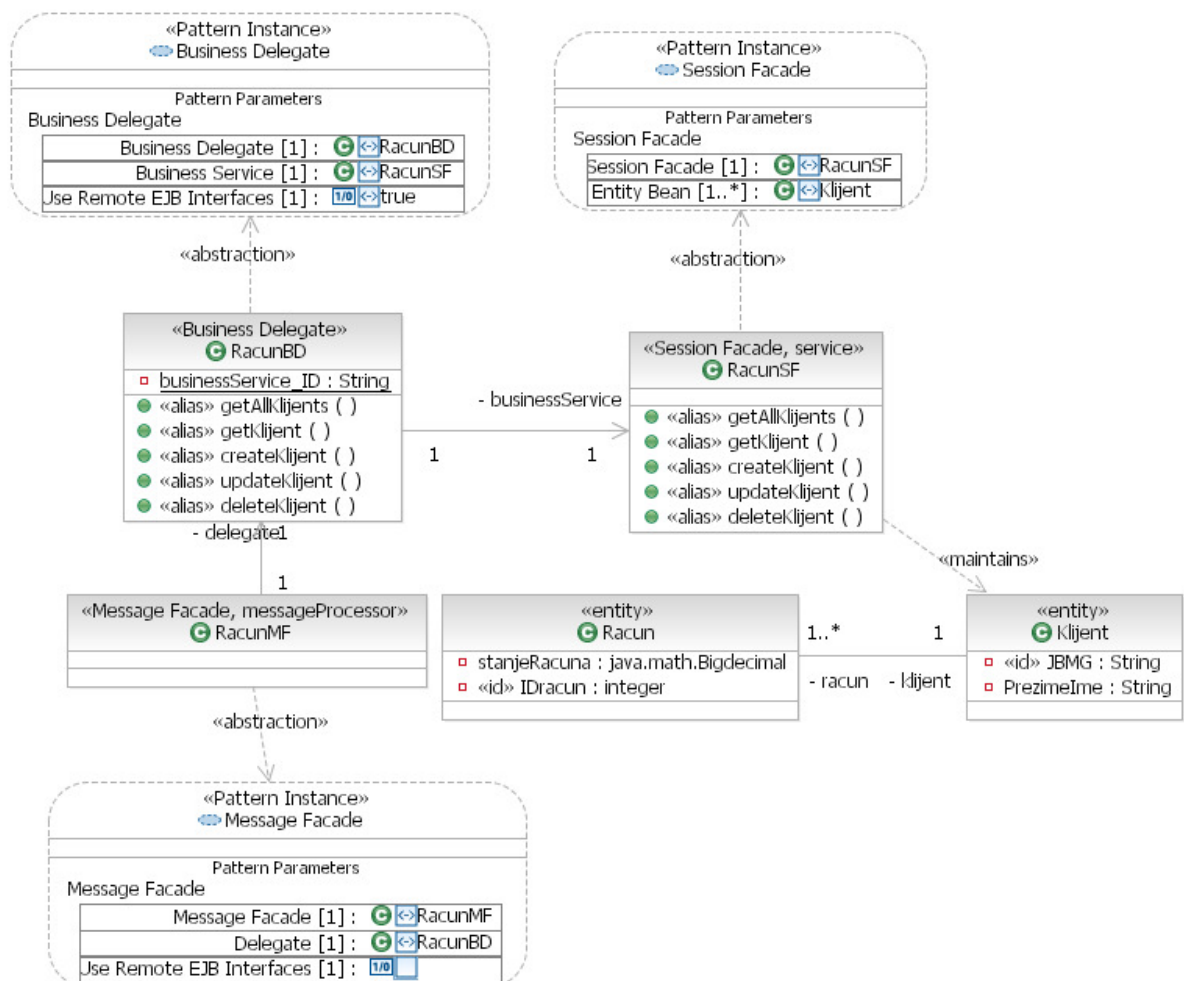 «Pattern Instance»
Business Delegate
Pattern Parameters
Business Delegate
Business Delegate [1] : RacunBD
Business Service [1] : RacunSF
Use Remote EJB Interfaces [1] : 1/0 true
«Pattern Instance»
Session Facade
Pattern Parameters
Session Facade
Session Facade [1] : RacunSF
Entity Bean [1..*] : Klijent
«abstraction»
«abstraction»
«Business Delegate»
C RacunBD
businessService_ID : String
«alias» getAllKlijents ( )
«alias» getKlijent ( )
«alias» createKlijent ( )
«alias» updateKlijent ( )
«alias» deleteKlijent ( )
- businessService
1
1
«Session Facade, service»
C RacunSF
«alias» getAllKlijents ( )
«alias» getKlijent ( )
«alias» createKlijent ( )
«alias» updateKlijent ( )
«alias» deleteKlijent ( )
- delegate 1
1
«maintains»
«Message Facade, messageProcessor»
C RacunMF
«entity»
C Racun
stanjeRacuna : java.math.Bigdecimal
«id» IDracun : integer
1..*
1
- racun
- klijent
«entity»
C Klijent
«id» JBMG : String
PrezimeIme : String
«abstraction»
«Pattern Instance»
Message Facade
Pattern Parameters
Message Facade
Message Facade [1] : C RacunMF
Delegate [1] : C RacunBD
Use Remote EJB Interfaces [1] : 1/0